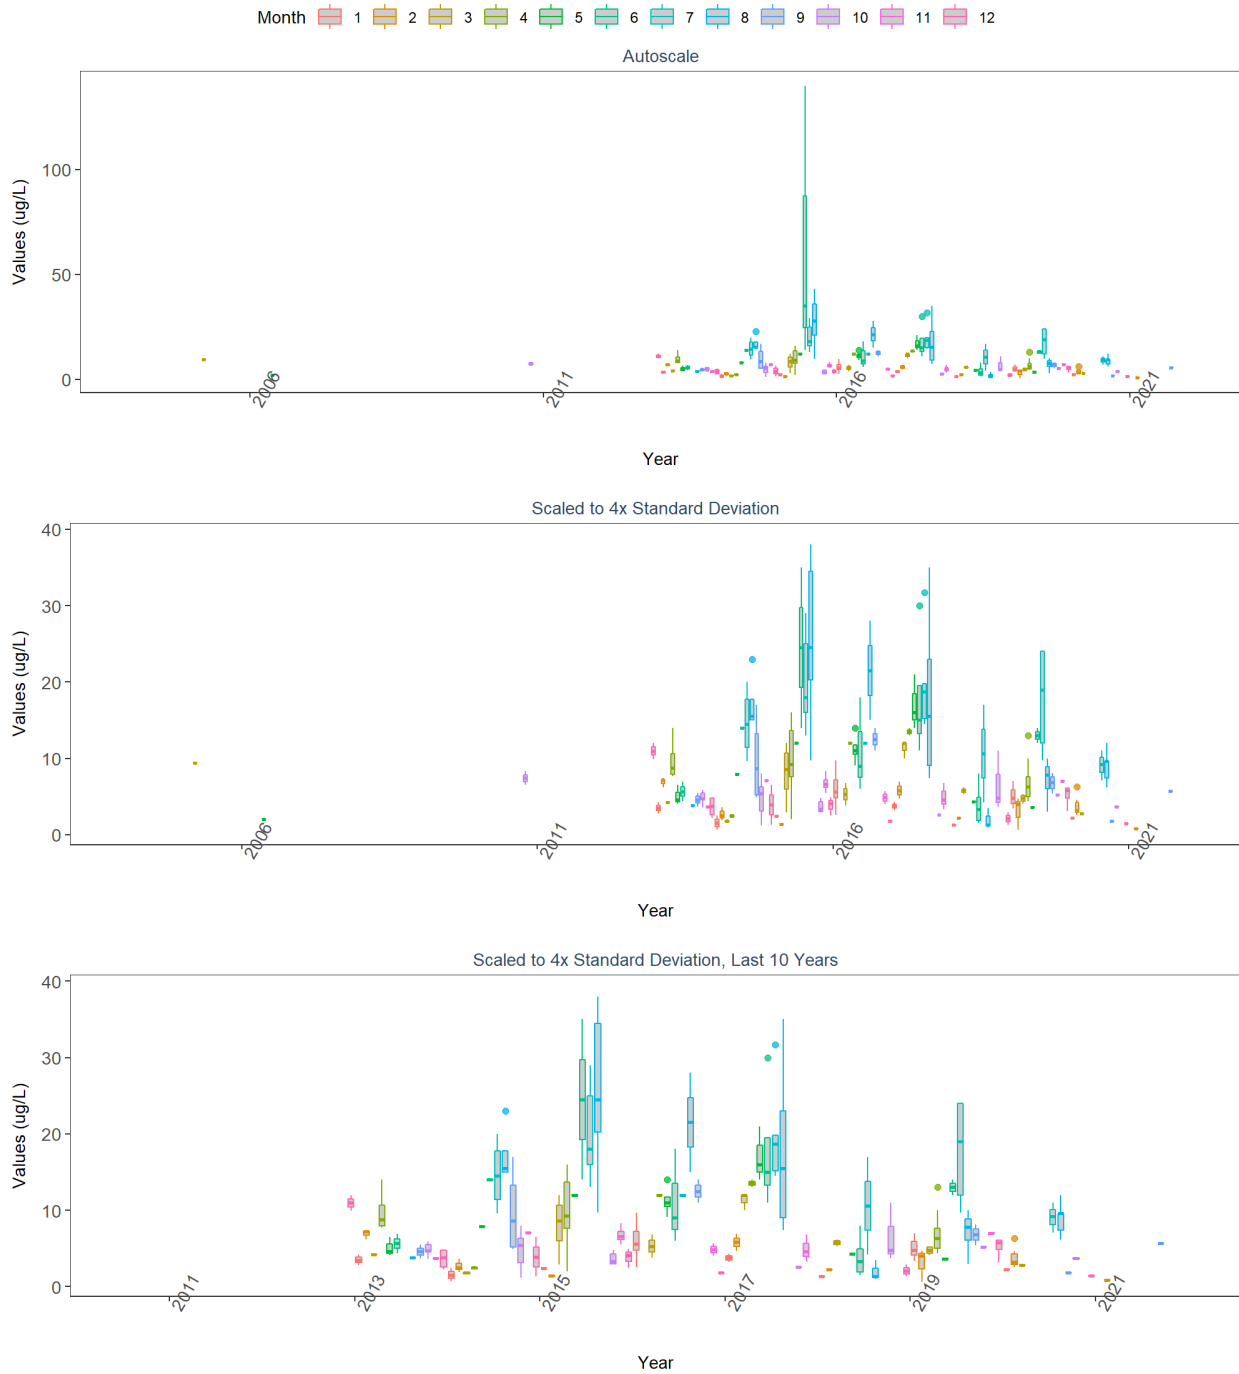 Month 1 2 3 4 5 6 7 8 9 10 11 12
Autoscale
Values (ug/L)
100
50
0
2006 2011 2016 2021
Year
Scaled to 4x Standard Deviation
Values (ug/L)
40
30
20
10
0
2006 2011 2016 2021
Year
Scaled to 4x Standard Deviation, Last 10 Years
Values (ug/L)
40
30
20
10
0
2011 2013 2015 2017 2019 2021
Year